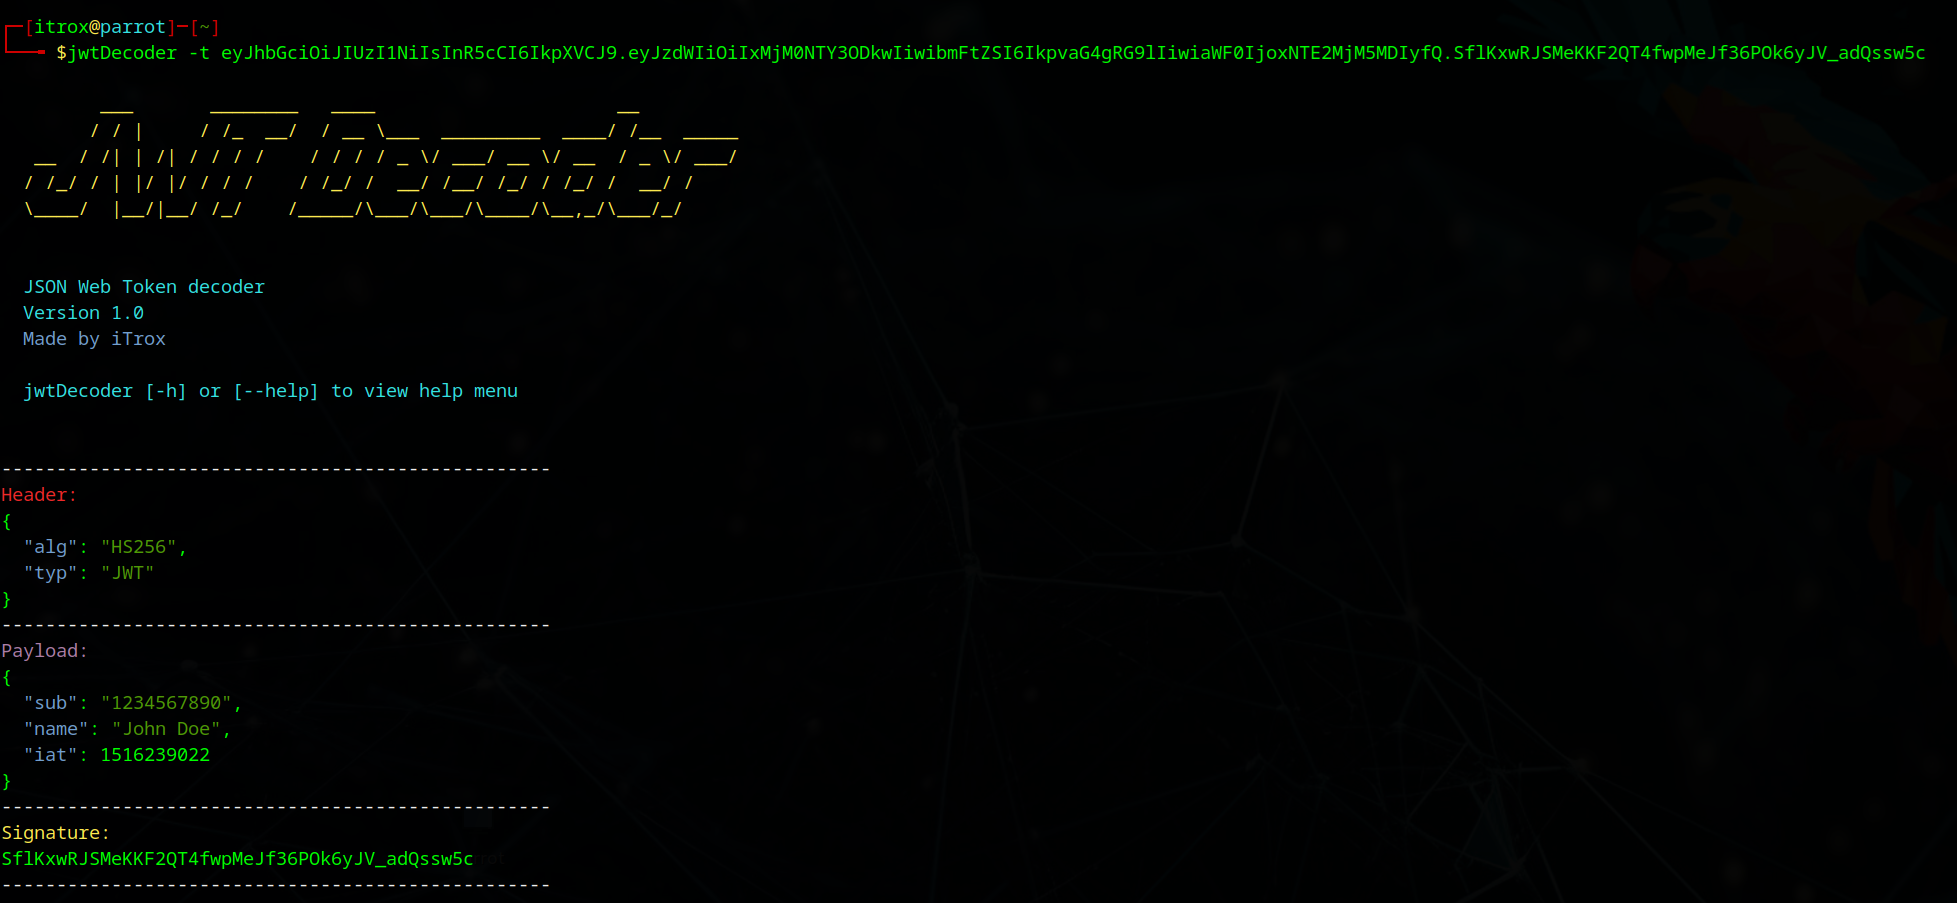 ┌─[itrox@parrot]─[~]
└──╼ $jwtDecoder -t eyJhbGciOiJIUzI1NiIsInR5cCI6IkpXVCJ9.eyJzdWIiOiIxMjM0NTY3ODkwIiwibmFtZSI6IkpvaG4gRG9lIiwiaWF0IjoxNTE2MjM5MDIyfQ.SflKxwRJSMeKKF2QT4fwpMeJf36POk6yJV_adQssw5c
JWT Decoder
JSON Web Token decoder
Version 1.0
Made by iTrox
jwtDecoder [-h] or [--help] to view help menu
--------------------------------------------------
Header:
{
  "alg": "HS256",
  "typ": "JWT"
}
--------------------------------------------------
Payload:
{
  "sub": "1234567890",
  "name": "John Doe",
  "iat": 1516239022
}
--------------------------------------------------
Signature:
SflKxwRJSMeKKF2QT4fwpMeJf36POk6yJV_adQssw5c
--------------------------------------------------